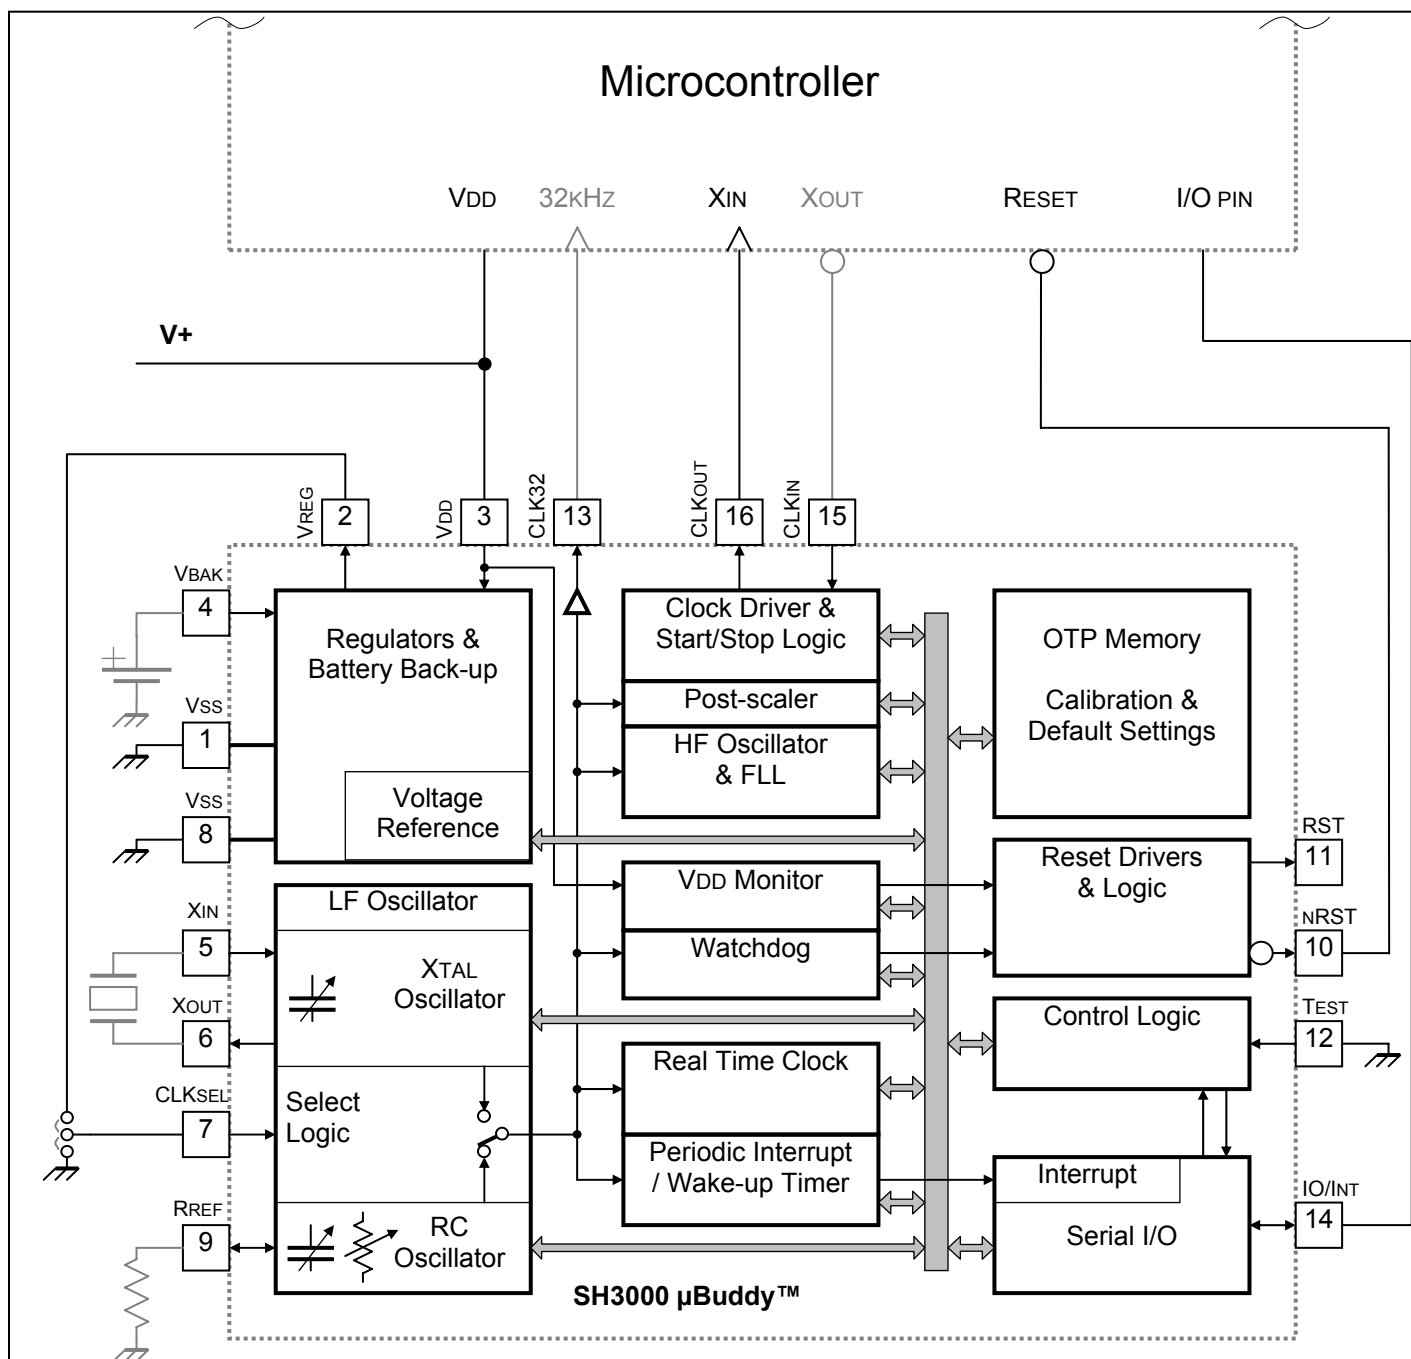 Microcontroller
VDD
32KHZ
XIN
XOUT
RESET
I/O PIN
V+
VREG
2
VDD
3
CLK32
13
CLKOUT
16
CLKIN
15
VBAK
4
+
VSS
1
VSS
8
XIN
5
XOUT
6
CLKSEL
7
RREF
9
Regulators &
Battery Back-up
Voltage
Reference
LF Oscillator
XTAL
Oscillator
Select
Logic
RC
Oscillator
Clock Driver &
Start/Stop Logic
Post-scaler
HF Oscillator
& FLL
VDD Monitor
Watchdog
Real Time Clock
Periodic Interrupt
/ Wake-up Timer
OTP Memory
Calibration &
Default Settings
Reset Drivers
& Logic
Control Logic
Interrupt
Serial I/O
RST
11
NRST
10
TEST
12
IO/INT
14
SH3000 µBuddy™